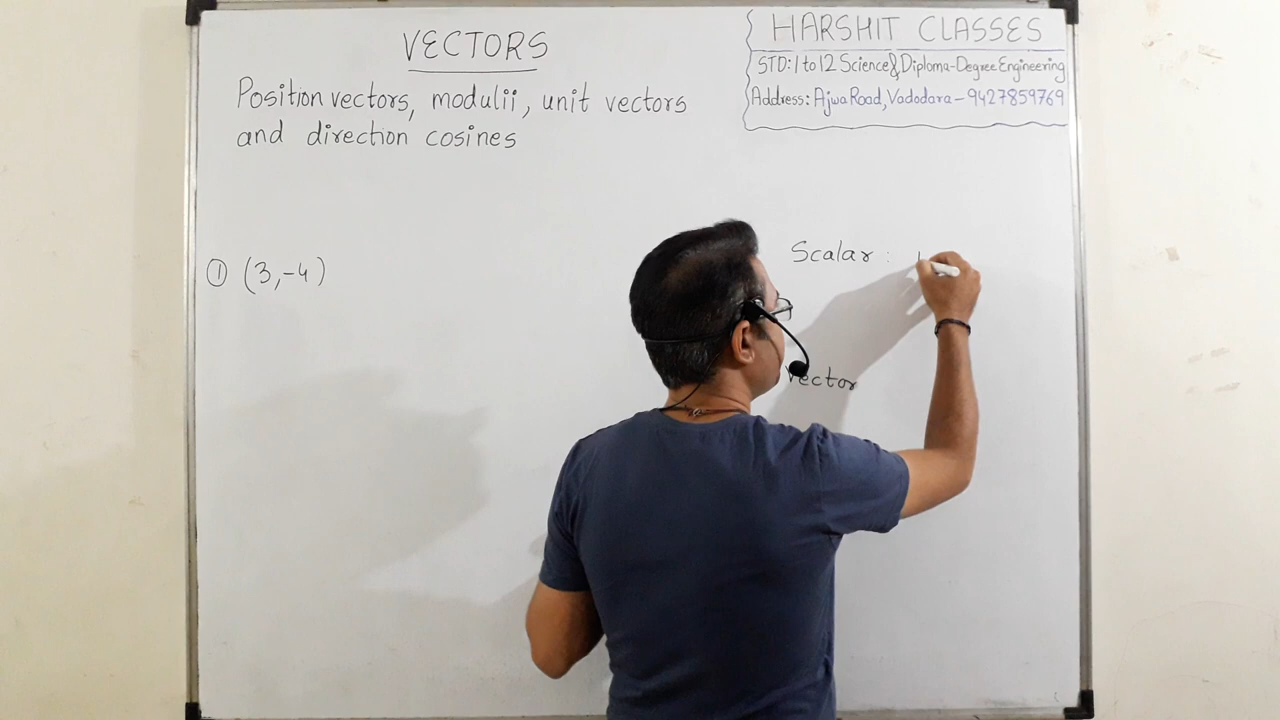 VECTORS
Position vectors, modulii, unit vectors
and direction cosines
HARSHIT CLASSES
STD: 1 to 12 Science & Diploma-Degree Engineering
Address: Ajwa Road, Vadodara - 9427859769
① (3,-4)
Scalar :
Vector